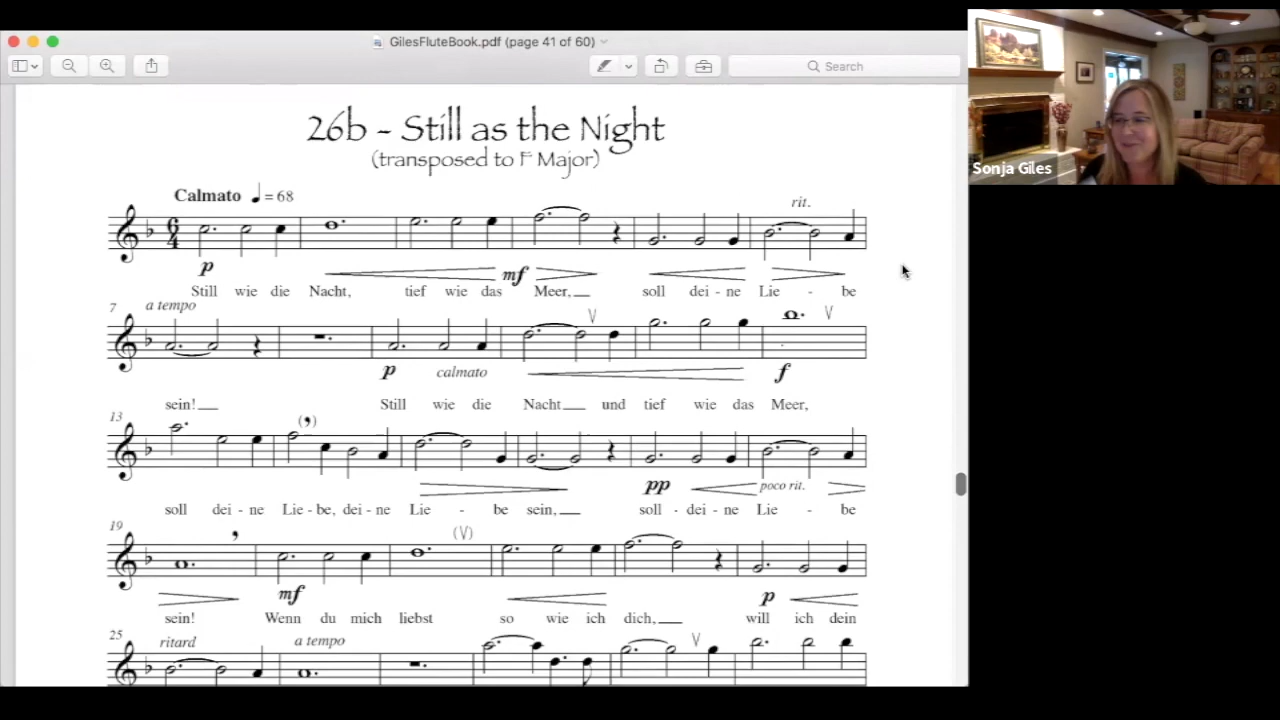 GilesFluteBook.pdf (page 41 of 60)
Search
26b - Still as the Night
(transposed to F Major)
Calmato = 68
rit.
6
4
p
mf
Still wie die Nacht, tief wie das Meer, soll dei - ne Lie - be
7
a tempo
p
calmato
f
sein! Still wie die Nacht und tief wie das Meer,
13
pp
poco rit.
soll dei - ne Lie - be, dei - ne Lie - be sein, soll - dei - ne Lie - be
19
mf
p
sein! Wenn du mich liebst so wie ich dich, will ich dein
25
ritard
a tempo
Sonja Giles